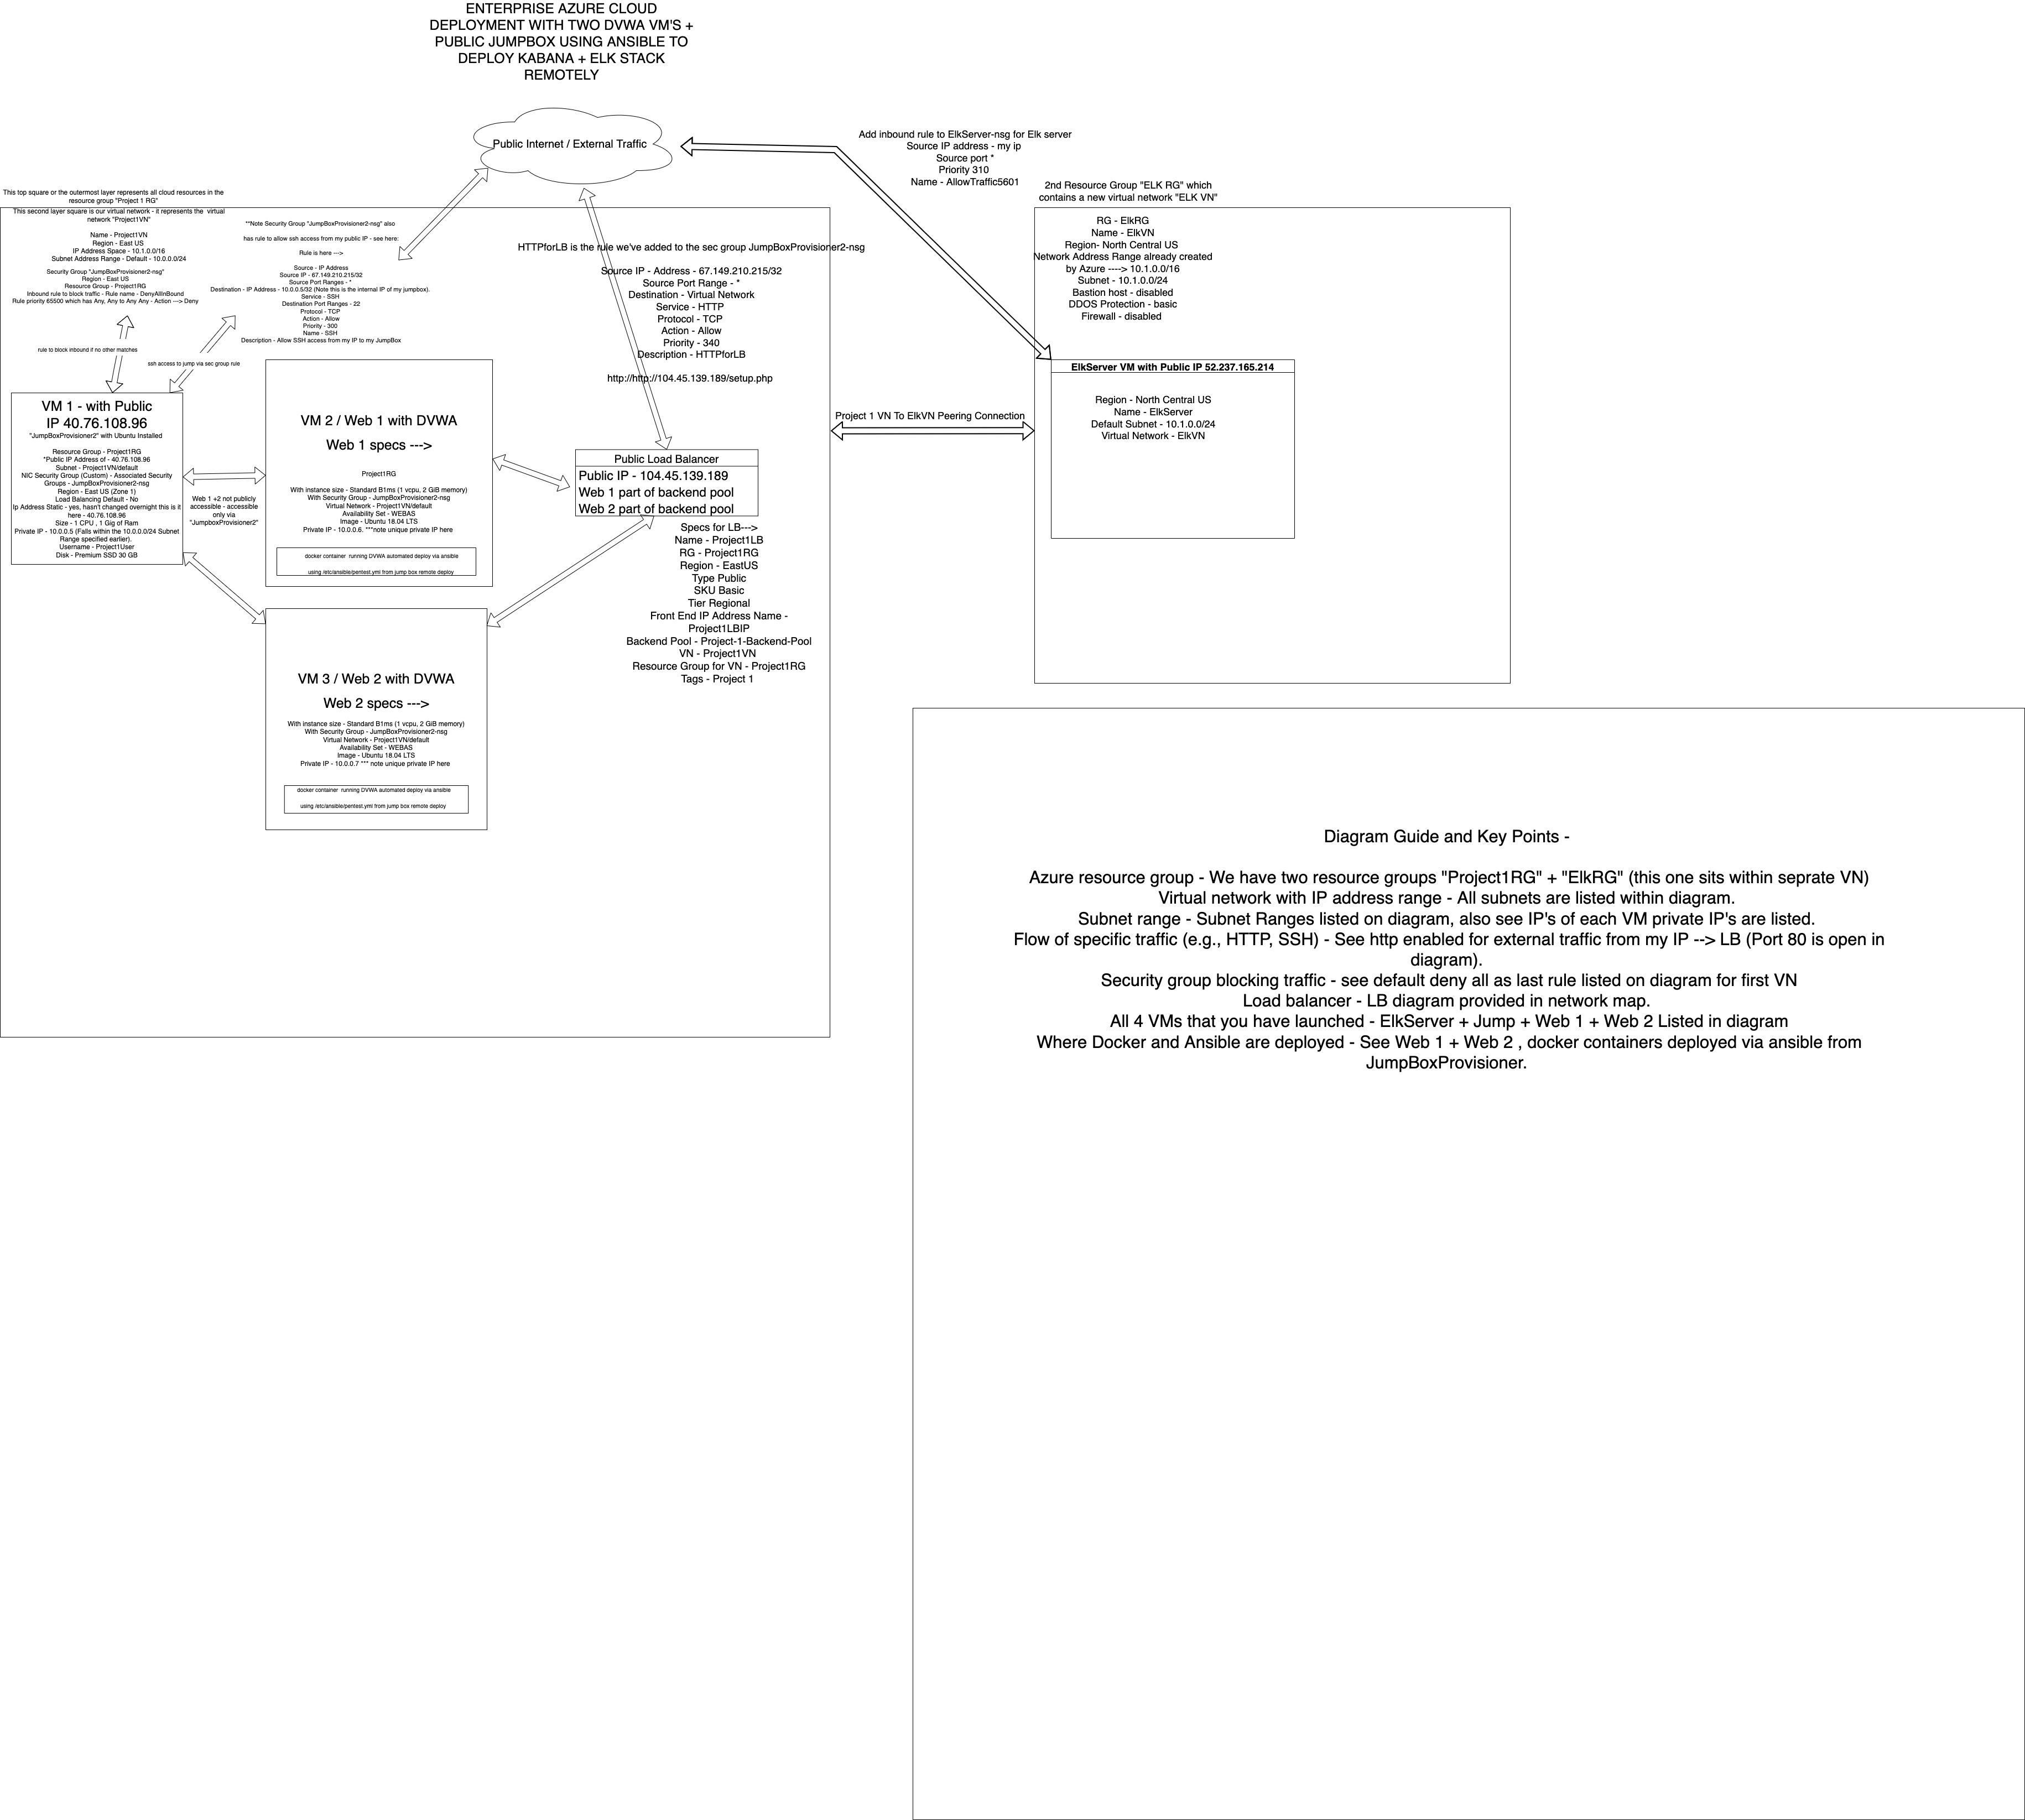 ENTERPRISE AZURE CLOUD
DEPLOYMENT WITH TWO DVWA VM'S +
PUBLIC JUMPBOX USING ANSIBLE TO
DEPLOY KABANA + ELK STACK
REMOTELY
Public Internet / External Traffic
Add inbound rule to ElkServer-nsg for Elk server
Source IP address - my ip
Source port *
Priority 310
Name - AllowTraffic5601
2nd Resource Group "ELK RG" which
contains a new virtual network "ELK VN"
This top square or the outermost layer represents all cloud resources in the
resource group "Project 1 RG"
This second layer square is our virtual network - it represents the  virtual
network "Project1VN"
Name - Project1VN
Region - East US
IP Address Space - 10.1.0.0/16
Subnet Address Range - Default - 10.0.0.0/24
Security Group "JumpBoxProvisioner2-nsg"
Region - East US
Resource Group - Project1RG
Inbound rule to block traffic - Rule name - DenyAllInBound
Rule priority 65500 which has Any, Any to Any Any - Action ---> Deny
**Note Security Group "JumpBoxProvisioner2-nsg" also
has rule to allow ssh access from my public IP - see here:
Rule is here --->
Source - IP Address
Source IP - 67.149.210.215/32
Source Port Ranges - *
Destination - IP Address - 10.0.0.5/32 (Note this is the internal IP of my jumpbox).
Service - SSH
Destination Port Ranges - 22
Protocol - TCP
Action - Allow
Priority - 300
Name - SSH
Description - Allow SSH access from my IP to my JumpBox
HTTPforLB is the rule we've added to the sec group JumpBoxProvisioner2-nsg
Source IP - Address - 67.149.210.215/32
Source Port Range - *
Destination - Virtual Network
Service - HTTP
Protocol - TCP
Action - Allow
Priority - 340
Description - HTTPforLB
http://http://104.45.139.189/setup.php
RG - ElkRG
Name - ElkVN
Region- North Central US
Network Address Range already created
by Azure ----> 10.1.0.0/16
Subnet - 10.1.0.0/24
Bastion host - disabled
DDOS Protection - basic
Firewall - disabled
rule to block inbound if no other matches
ssh access to jump via sec group rule
ElkServer VM with Public IP 52.237.165.214
Region - North Central US
Name - ElkServer
Default Subnet - 10.1.0.0/24
Virtual Network - ElkVN
Project 1 VN To ElkVN Peering Connection
VM 1 - with Public
IP 40.76.108.96
"JumpBoxProvisioner2" with Ubuntu Installed
Resource Group - Project1RG
*Public IP Address of - 40.76.108.96
Subnet - Project1VN/default
NIC Security Group (Custom) - Associated Security
Groups - JumpBoxProvisioner2-nsg
Region - East US (Zone 1)
Load Balancing Default - No
Ip Address Static - yes, hasn't changed overnight this is it
here - 40.76.108.96
Size - 1 CPU , 1 Gig of Ram
Private IP - 10.0.0.5 (Falls within the 10.0.0.0/24 Subnet
Range specified earlier).
Username - Project1User
Disk - Premium SSD 30 GB
Web 1 +2 not publicly
accessible - accessible
only via
"JumpboxProvisioner2"
VM 2 / Web 1 with DVWA
Web 1 specs --->
Project1RG
With instance size - Standard B1ms (1 vcpu, 2 GiB memory)
With Security Group - JumpBoxProvisioner2-nsg
Virtual Network - Project1VN/default
Availability Set - WEBAS
Image - Ubuntu 18.04 LTS
Private IP - 10.0.0.6. ***note unique private IP here
docker container  running DVWA automated deploy via ansible
using /etc/ansible/pentest.yml from jump box remote deploy
Public Load Balancer
Public IP - 104.45.139.189
Web 1 part of backend pool
Web 2 part of backend pool
Specs for LB--->
Name - Project1LB
RG - Project1RG
Region - EastUS
Type Public
SKU Basic
Tier Regional
Front End IP Address Name -
Project1LBIP
Backend Pool - Project-1-Backend-Pool
VN - Project1VN
Resource Group for VN - Project1RG
Tags - Project 1
VM 3 / Web 2 with DVWA
Web 2 specs --->
With instance size - Standard B1ms (1 vcpu, 2 GiB memory)
With Security Group - JumpBoxProvisioner2-nsg
Virtual Network - Project1VN/default
Availability Set - WEBAS
Image - Ubuntu 18.04 LTS
Private IP - 10.0.0.7 *** note unique private IP here
docker container  running DVWA automated deploy via ansible
using /etc/ansible/pentest.yml from jump box remote deploy
Diagram Guide and Key Points -
Azure resource group - We have two resource groups "Project1RG" + "ElkRG" (this one sits within seprate VN)
Virtual network with IP address range - All subnets are listed within diagram.
Subnet range - Subnet Ranges listed on diagram, also see IP's of each VM private IP's are listed.
Flow of specific traffic (e.g., HTTP, SSH) - See http enabled for external traffic from my IP --> LB (Port 80 is open in
diagram).
Security group blocking traffic - see default deny all as last rule listed on diagram for first VN
Load balancer - LB diagram provided in network map.
All 4 VMs that you have launched - ElkServer + Jump + Web 1 + Web 2 Listed in diagram
Where Docker and Ansible are deployed - See Web 1 + Web 2 , docker containers deployed via ansible from
JumpBoxProvisioner.